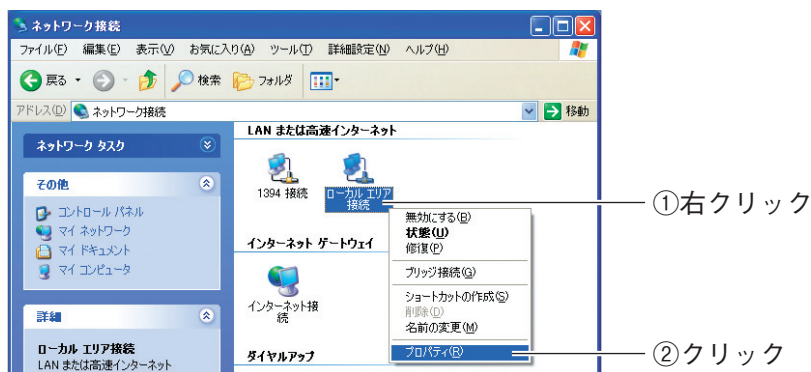 ネットワーク接続
ファイル(F) 編集(E) 表示(V) お気に入り(A) ツール(T) 詳細設定(N) ヘルプ(H)
戻る 検索 フォルダ
アドレス(D) ネットワーク接続 移動
ネットワーク タスク
その他
コントロール パネル
マイ ネットワーク
マイ ドキュメント
マイ コンピュータ
詳細
ローカル エリア接続
LAN または高速インターネット
LAN または高速インターネット
1394 接続
ローカル エリア
接続
インターネット ゲートウェイ
インターネット接
続
ダイヤルアップ
無効にする(B)
状態(U)
修復(P)
ブリッジ接続(G)
ショートカットの作成(S)
削除(D)
名前の変更(M)
プロパティ(R)
①右クリック
②クリック